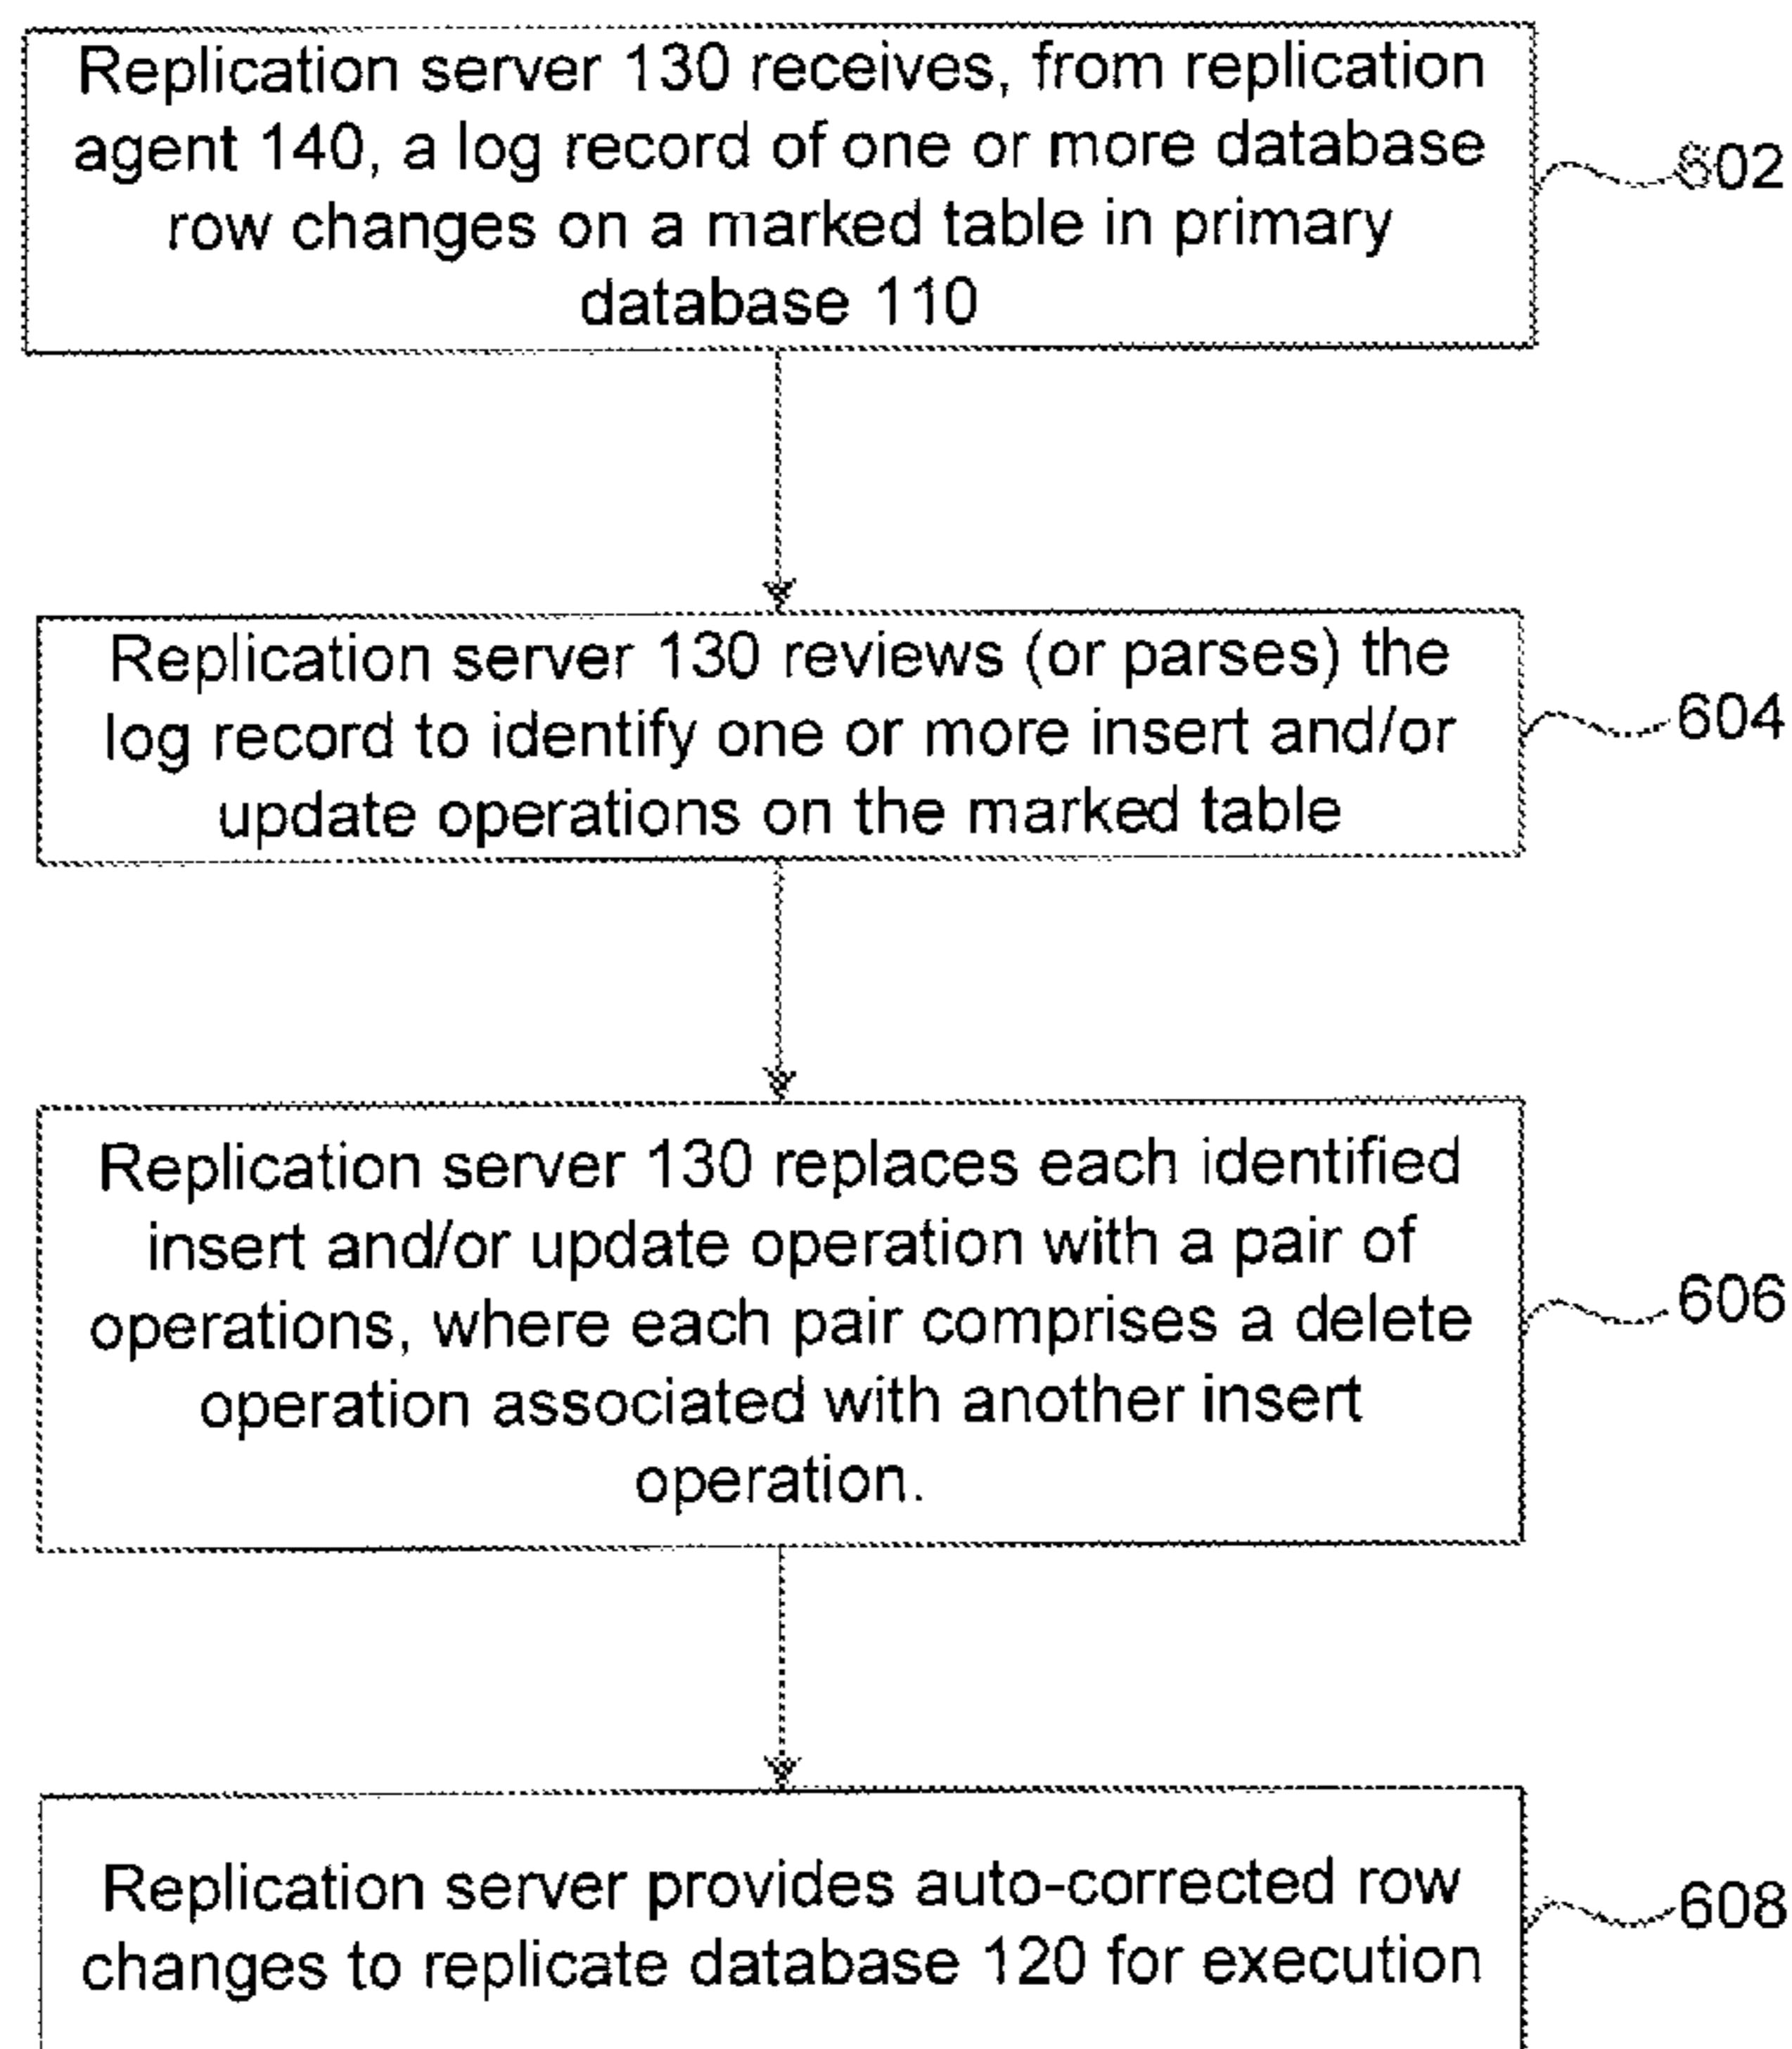 Replication server 130 receives, from replication
agent 140, a log record of one or more database
row changes on a marked table in primary
database 110
602
Replication server 130 reviews (or parses) the
log record to identify one or more insert and/or
update operations on the marked table
604
Replication server 130 replaces each identified
insert and/or update operation with a pair of
operations, where each pair comprises a delete
operation associated with another insert
operation.
606
Replication server provides auto-corrected row
changes to replicate database 120 for execution
608